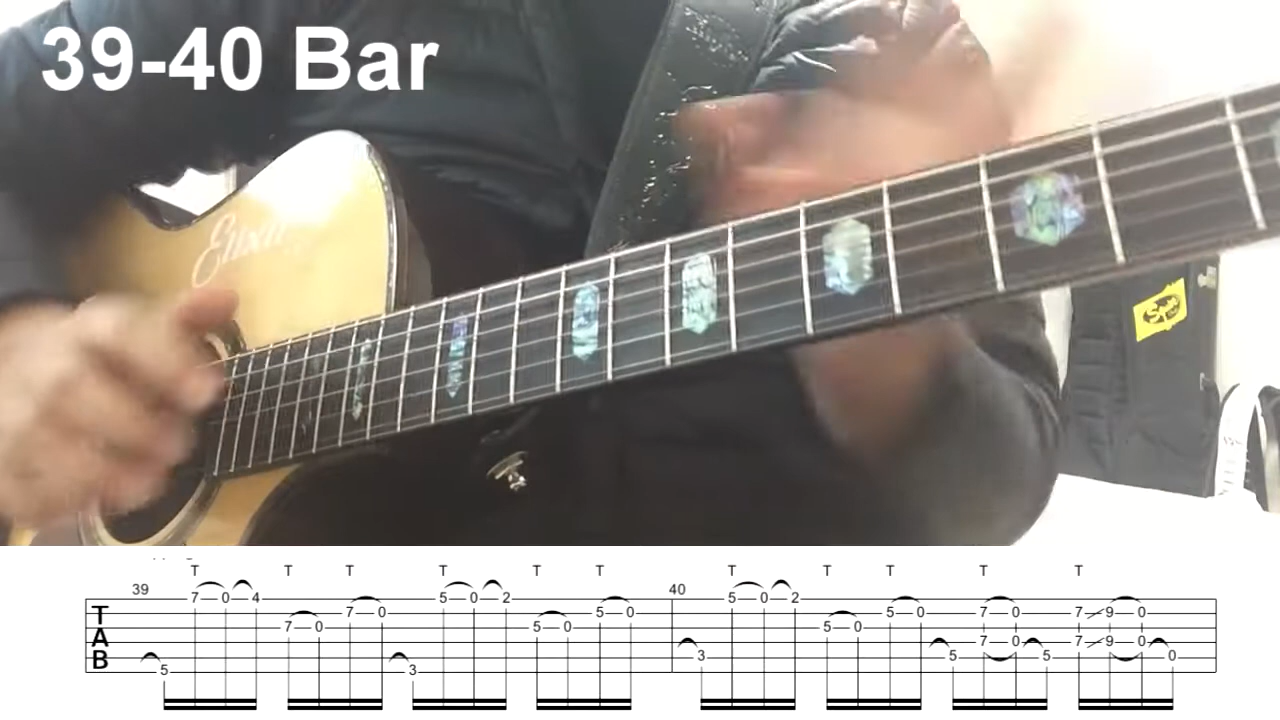 39-40 Bar
T T T T T T T T T T T
39 40
7 0 4 5 0 2 5 0 2
T 7 0 5 0 5 0 7 0 7 9 0
7 0 5 0 5 0
A 7 0 7 9 0
B 3 5 5 0
5 3